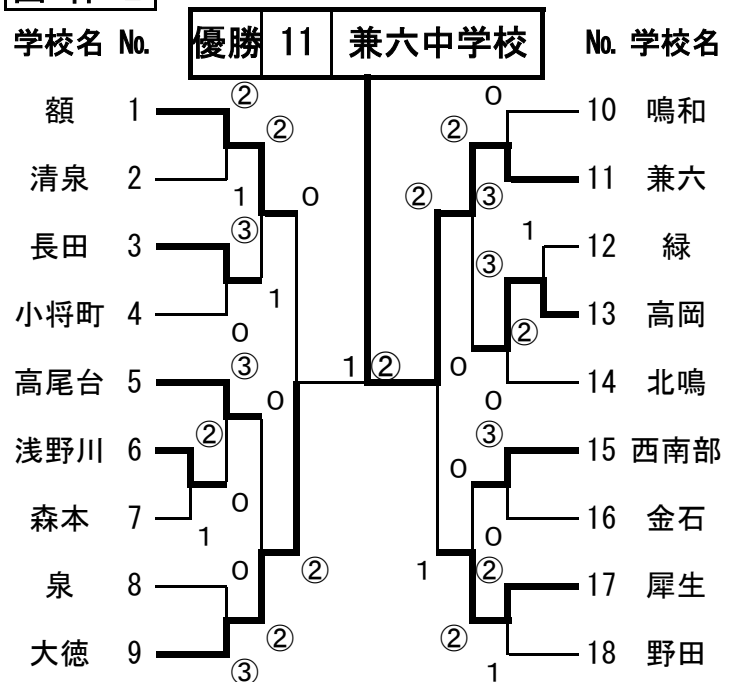 学校名 No. 優勝 11 兼六中学校 No. 学校名
② 0
額 1 10 鳴和
② ②
清泉 2 11 兼六
1 0 ② ③
③ 1
長田 3 12 緑
③
1
小将町 4 13 高岡
0 ②
③ 1 ② 0
高尾台 5 14 北鳴
0 0
② ③
浅野川 6 15 西南部
0
森本 7 16 金石
0
1 0
0 ② 1 ②
泉 8 17 犀生
② ②
大徳 9 18 野田
③ 1